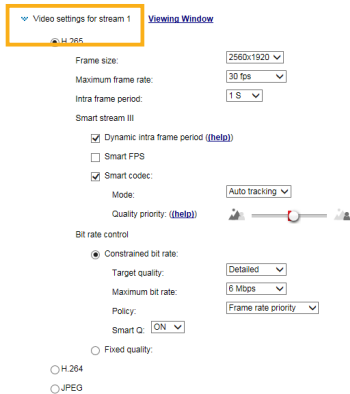 Video settings for stream 1 Viewing Window
H.265
Frame size: 2560x1920
Maximum frame rate: 30 fps
Intra frame period: 1 S
Smart stream III
Dynamic intra frame period ((help))
Smart FPS
Smart codec:
Mode: Auto tracking
Quality priority: ((help))
Bit rate control
Constrained bit rate:
Target quality: Detailed
Maximum bit rate: 6 Mbps
Policy: Frame rate priority
Smart Q: ON
Fixed quality:
H.264
JPEG